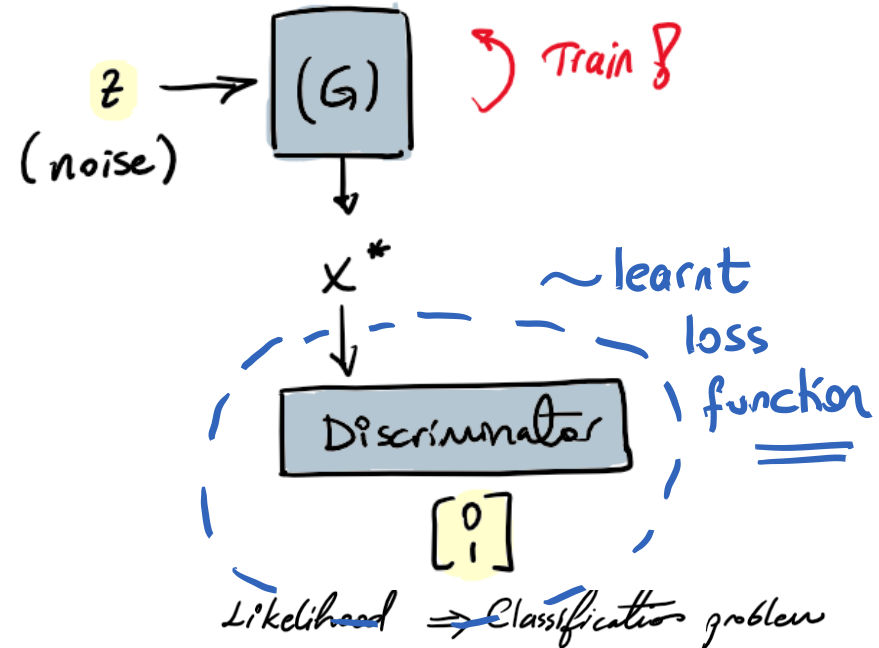 z
(noise)
(G)
Train!
x*
~ learnt
loss
function
Discriminator
[0
1]
Likelihood ⇒ Classification problem